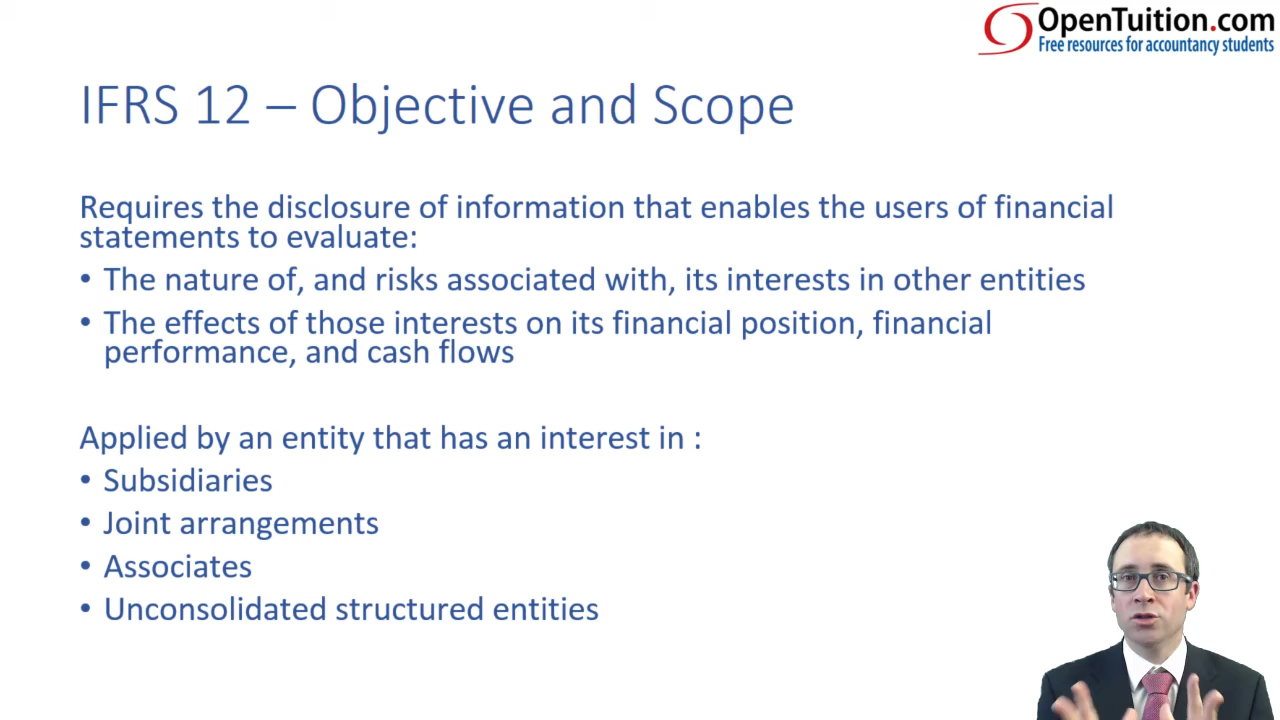 OpenTuition.com
Free resources for accountancy students
IFRS 12 – Objective and Scope
Requires the disclosure of information that enables the users of financial
statements to evaluate:
• The nature of, and risks associated with, its interests in other entities
• The effects of those interests on its financial position, financial
performance, and cash flows
Applied by an entity that has an interest in :
• Subsidiaries
• Joint arrangements
• Associates
• Unconsolidated structured entities